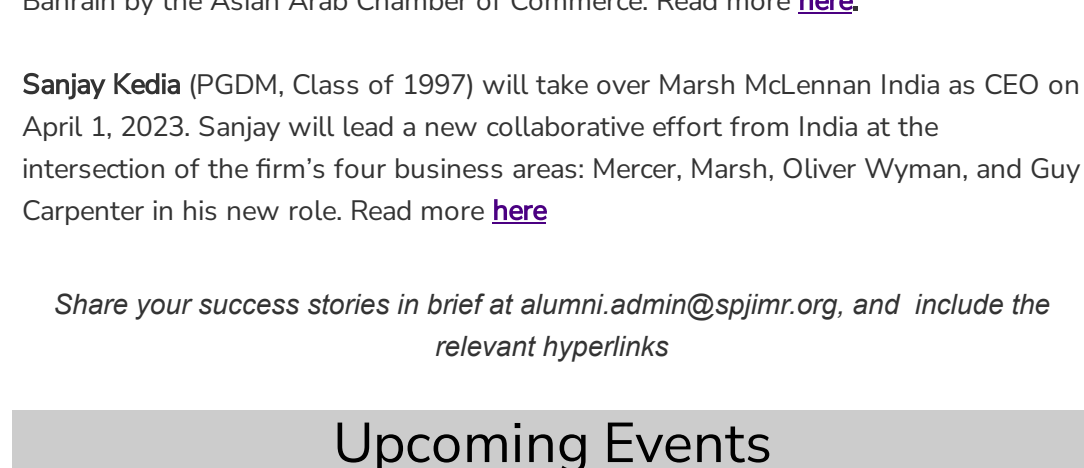 Bahrain by the Asian Arab Chamber of Commerce. Read more here.
Sanjay Kedia (PGDM, Class of 1997) will take over Marsh McLennan India as CEO on
April 1, 2023. Sanjay will lead a new collaborative effort from India at the
intersection of the firm’s four business areas: Mercer, Marsh, Oliver Wyman, and Guy
Carpenter in his new role. Read more here
Share your success stories in brief at alumni.admin@spjimr.org, and  include the
relevant hyperlinks
Upcoming Events